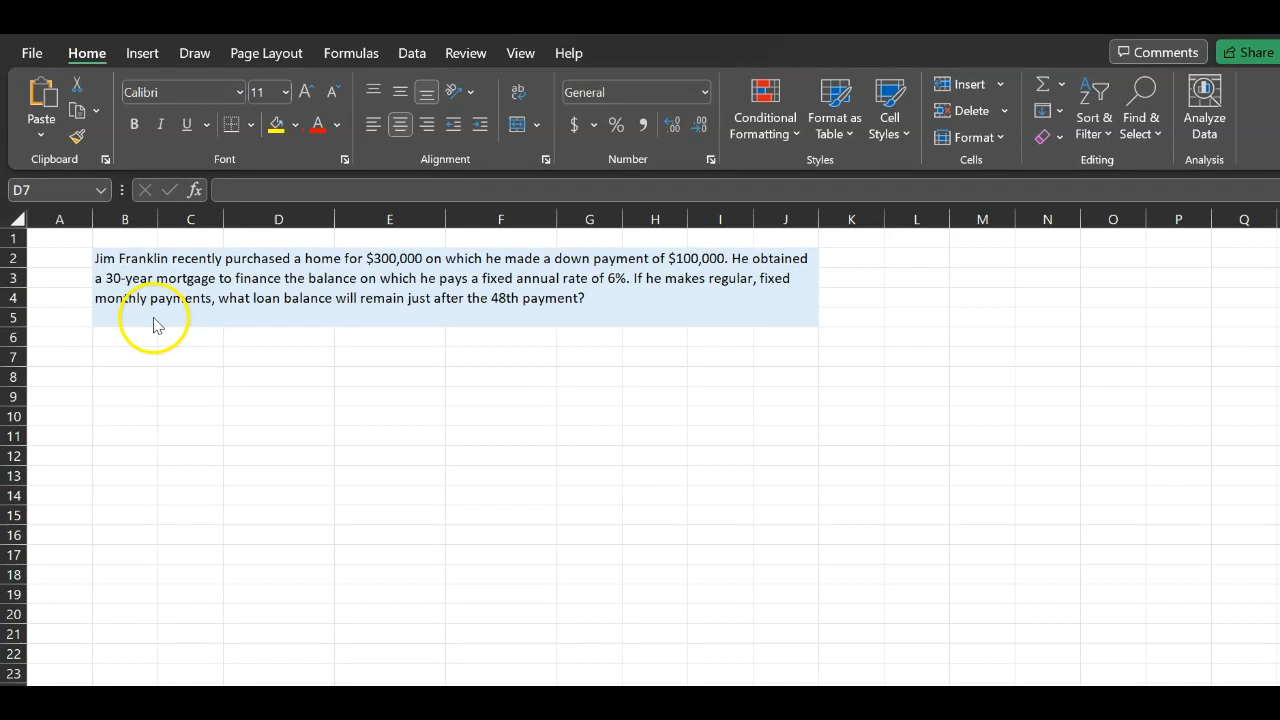 File Home Insert Draw Page Layout Formulas Data Review View Help Comments Share
Calibri 11 General Insert
Paste Conditional Format as Cell Delete Sort & Find & Analyze
B I U A $ % Formatting Table Styles Format Filter Select Data
Clipboard Font Alignment Number Styles Cells Editing Analysis
D7 fx
A B C D E F G H I J K L M N O P Q
1
2 Jim Franklin recently purchased a home for $300,000 on which he made a down payment of $100,000. He obtained
3 a 30-year mortgage to finance the balance on which he pays a fixed annual rate of 6%. If he makes regular, fixed
4 monthly payments, what loan balance will remain just after the 48th payment?
5
6
7
8
9
10
11
12
13
14
15
16
17
18
19
20
21
22
23